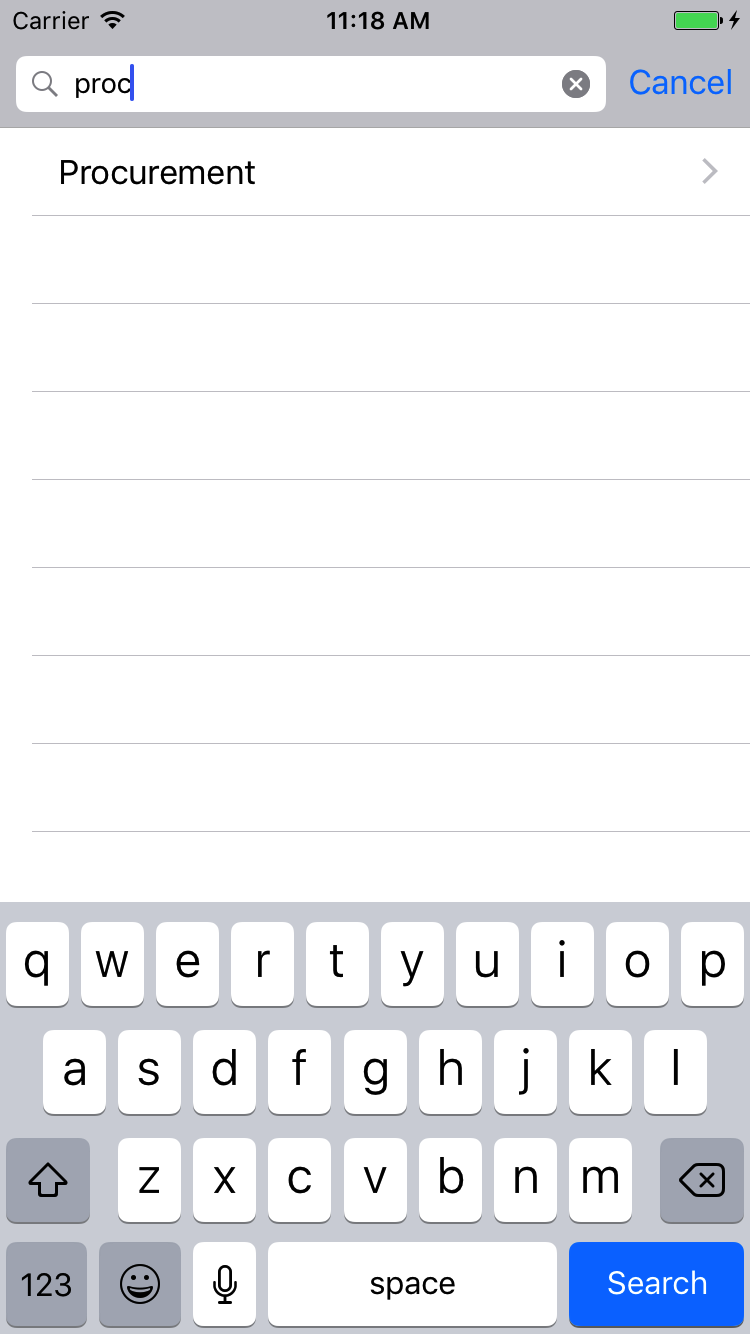 Carrier 11:18 AM
proc Cancel
Procurement
q w e r t y u i o p
a s d f g h j k l
z x c v b n m
123 space Search